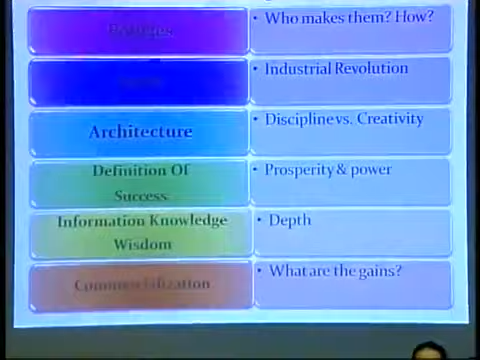 • Who makes them? How?
• Industrial Revolution
Architecture
• Discipline vs. Creativity
Definition Of
Success
• Prosperity & power
Information Knowledge
Wisdom
• Depth
Commercialization
• What are the gains?